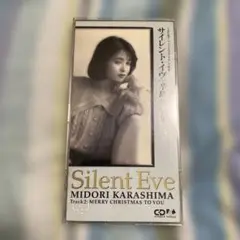 サイレント・イヴ
Silent Eve
MIDORI KARASHIMA
Track2: MERRY CHRISTMAS TO YOU